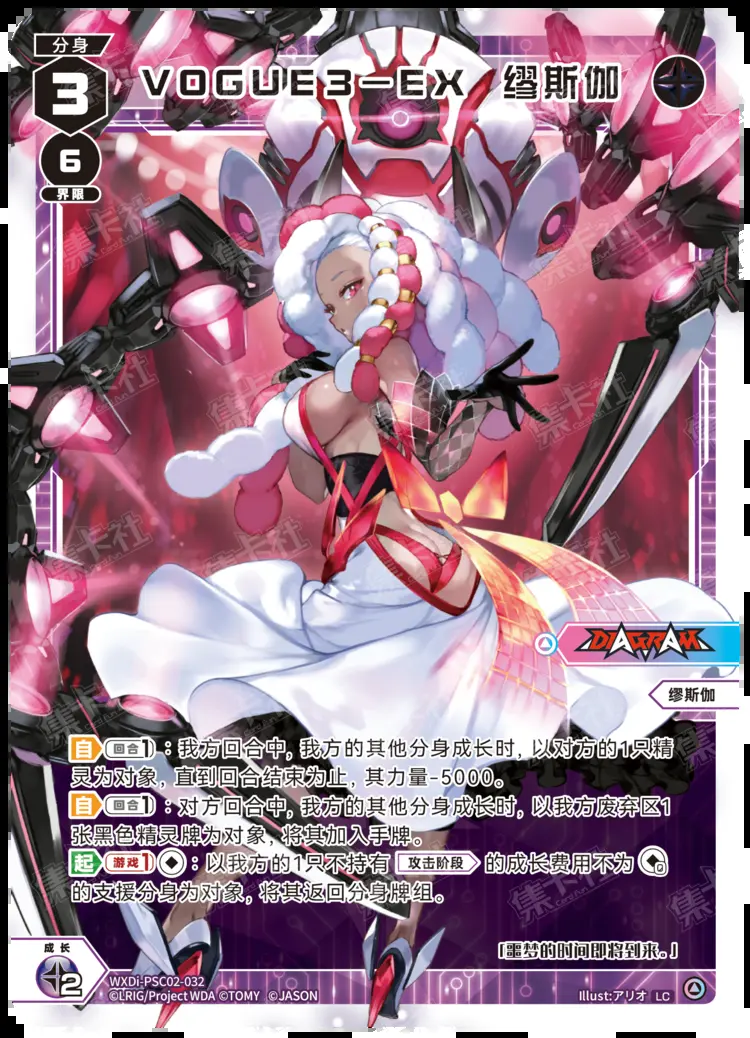 分身
3
VOGUE3-EX 缪斯伽
6
界限
DIAGRAM
缪斯伽
自 回合1：我方回合中，我方的其他分身成长时，以对方的1只精
灵为对象，直到回合结束为止，其力量-5000。
自 回合1：对方回合中，我方的其他分身成长时，以我方废弃区1
张黑色精灵牌为对象，将其加入手牌。
起 游戏1：以我方的1只不持有 攻击阶段 的成长费用不为0
的支援分身为对象，将其返回分身牌组。
「噩梦的时间即将到来。」
成长
2
WXDi-PSC02-032
©LRIG/Project WDA ©TOMY ©JASON
Illust:アリオ LC
集卡社